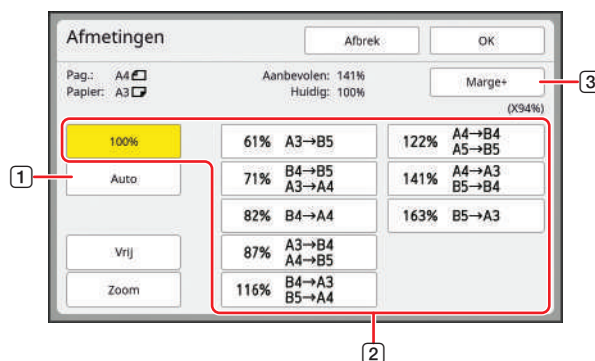 Afmetingen
Afbrek
OK
Pag.: A4
Papier: A3
Aanbevolen: 141%
Huidig: 100%
Marge+
3
(X94%)
100%
61% A3→B5
122% A4→B4
A5→B5
1
Auto
71% B4→B5
A3→A4
141% A4→A3
B5→B4
82% B4→A4
163% B5→A3
Vrij
87% A3→B4
A4→B5
Zoom
116% B4→A3
B5→A4
2